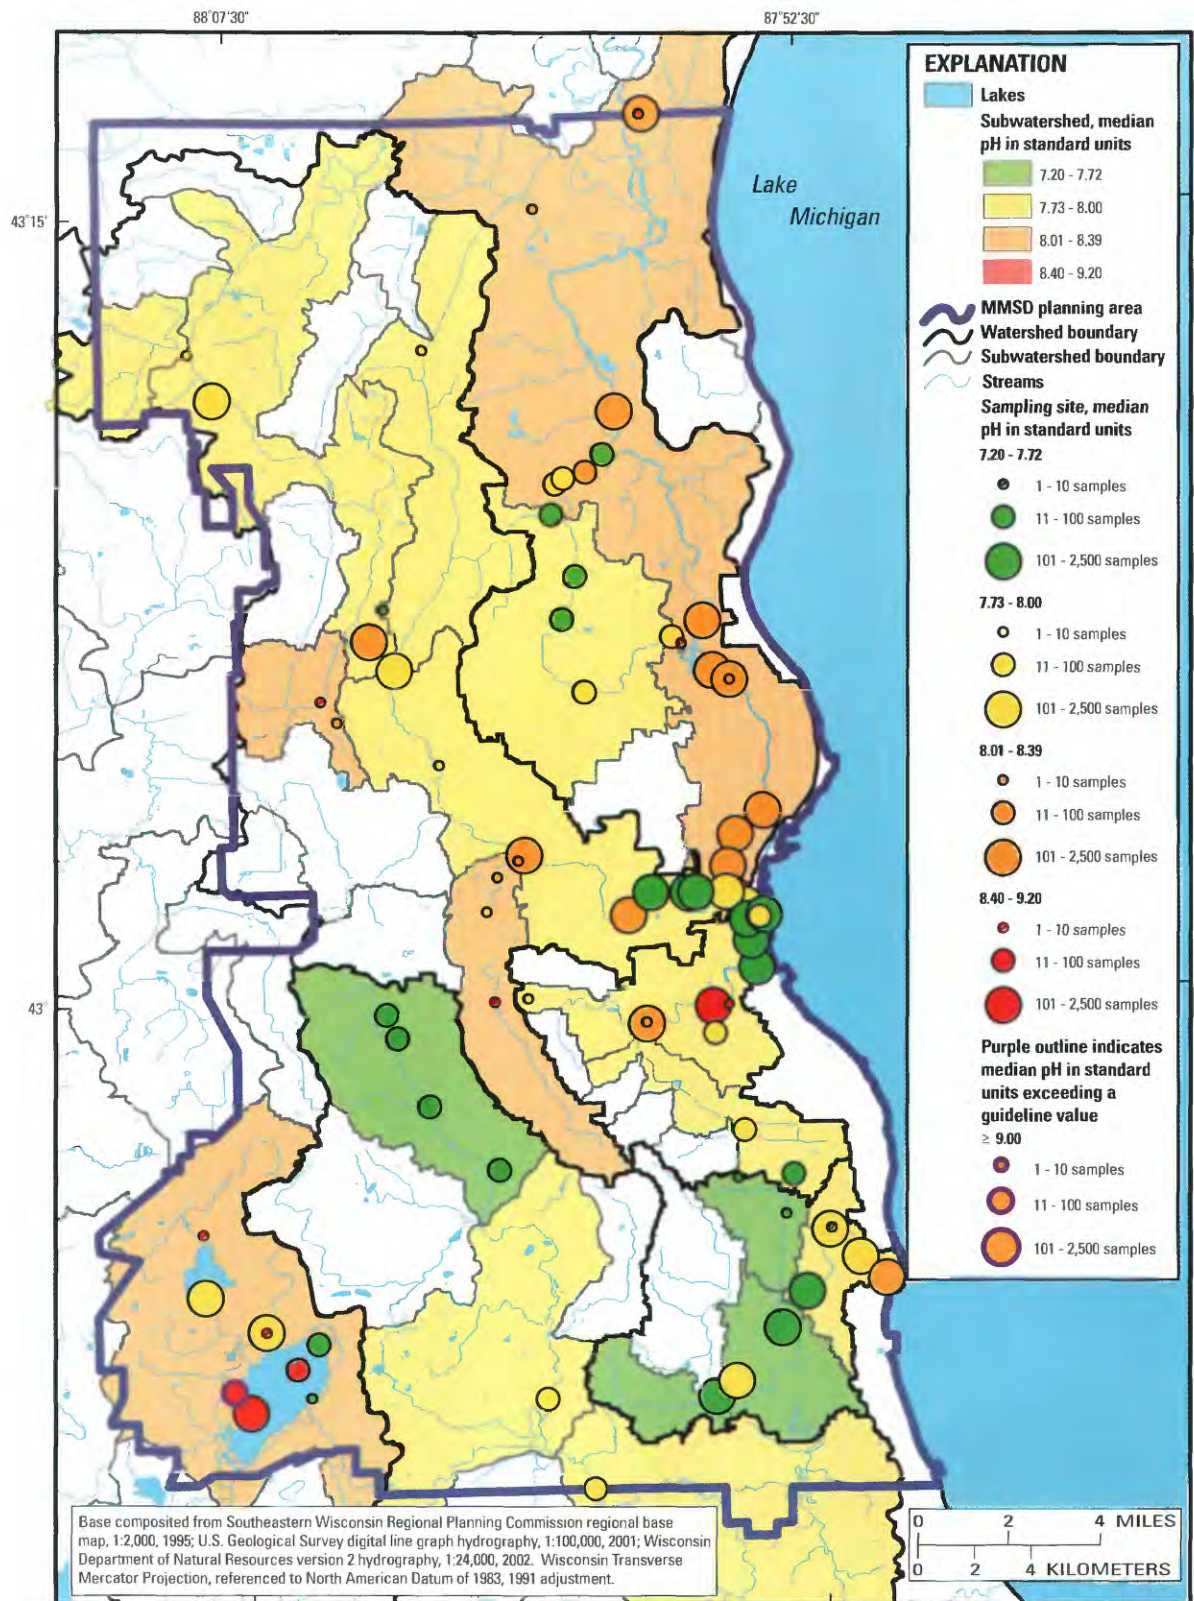 88°07'30"
87°52'30"
43°15'
43°
Lake
Michigan
EXPLANATION
Lakes
Subwatershed, median
pH in standard units
7.20 - 7.72
7.73 - 8.00
8.01 - 8.39
8.40 - 9.20
MMSD planning area
Watershed boundary
Subwatershed boundary
Streams
Sampling site, median
pH in standard units
7.20 - 7.72
1 - 10 samples
11 - 100 samples
101 - 2,500 samples
7.73 - 8.00
1 - 10 samples
11 - 100 samples
101 - 2,500 samples
8.01 - 8.39
1 - 10 samples
11 - 100 samples
101 - 2,500 samples
8.40 - 9.20
1 - 10 samples
11 - 100 samples
101 - 2,500 samples
Purple outline indicates
median pH in standard
units exceeding a
guideline value
≥ 9.00
1 - 10 samples
11 - 100 samples
101 - 2,500 samples
Base composited from Southeastern Wisconsin Regional Planning Commission regional base
map, 1:2,000, 1995; U.S. Geological Survey digital line graph hydrography, 1:100,000, 2001; Wisconsin
Department of Natural Resources version 2 hydrography, 1:24,000, 2002. Wisconsin Transverse
Mercator Projection, referenced to North American Datum of 1983, 1991 adjustment.
0 2 4 MILES
0 2 4 KILOMETERS